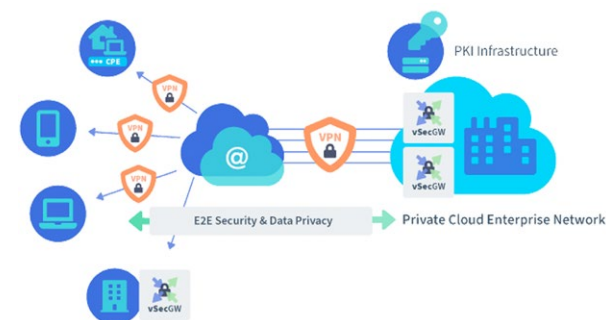 PKI Infrastructure
CPE
VPN
VPN
VPN
VPN
@
vSecGW
vSecGW
E2E Security & Data Privacy
Private Cloud Enterprise Network
vSecGW